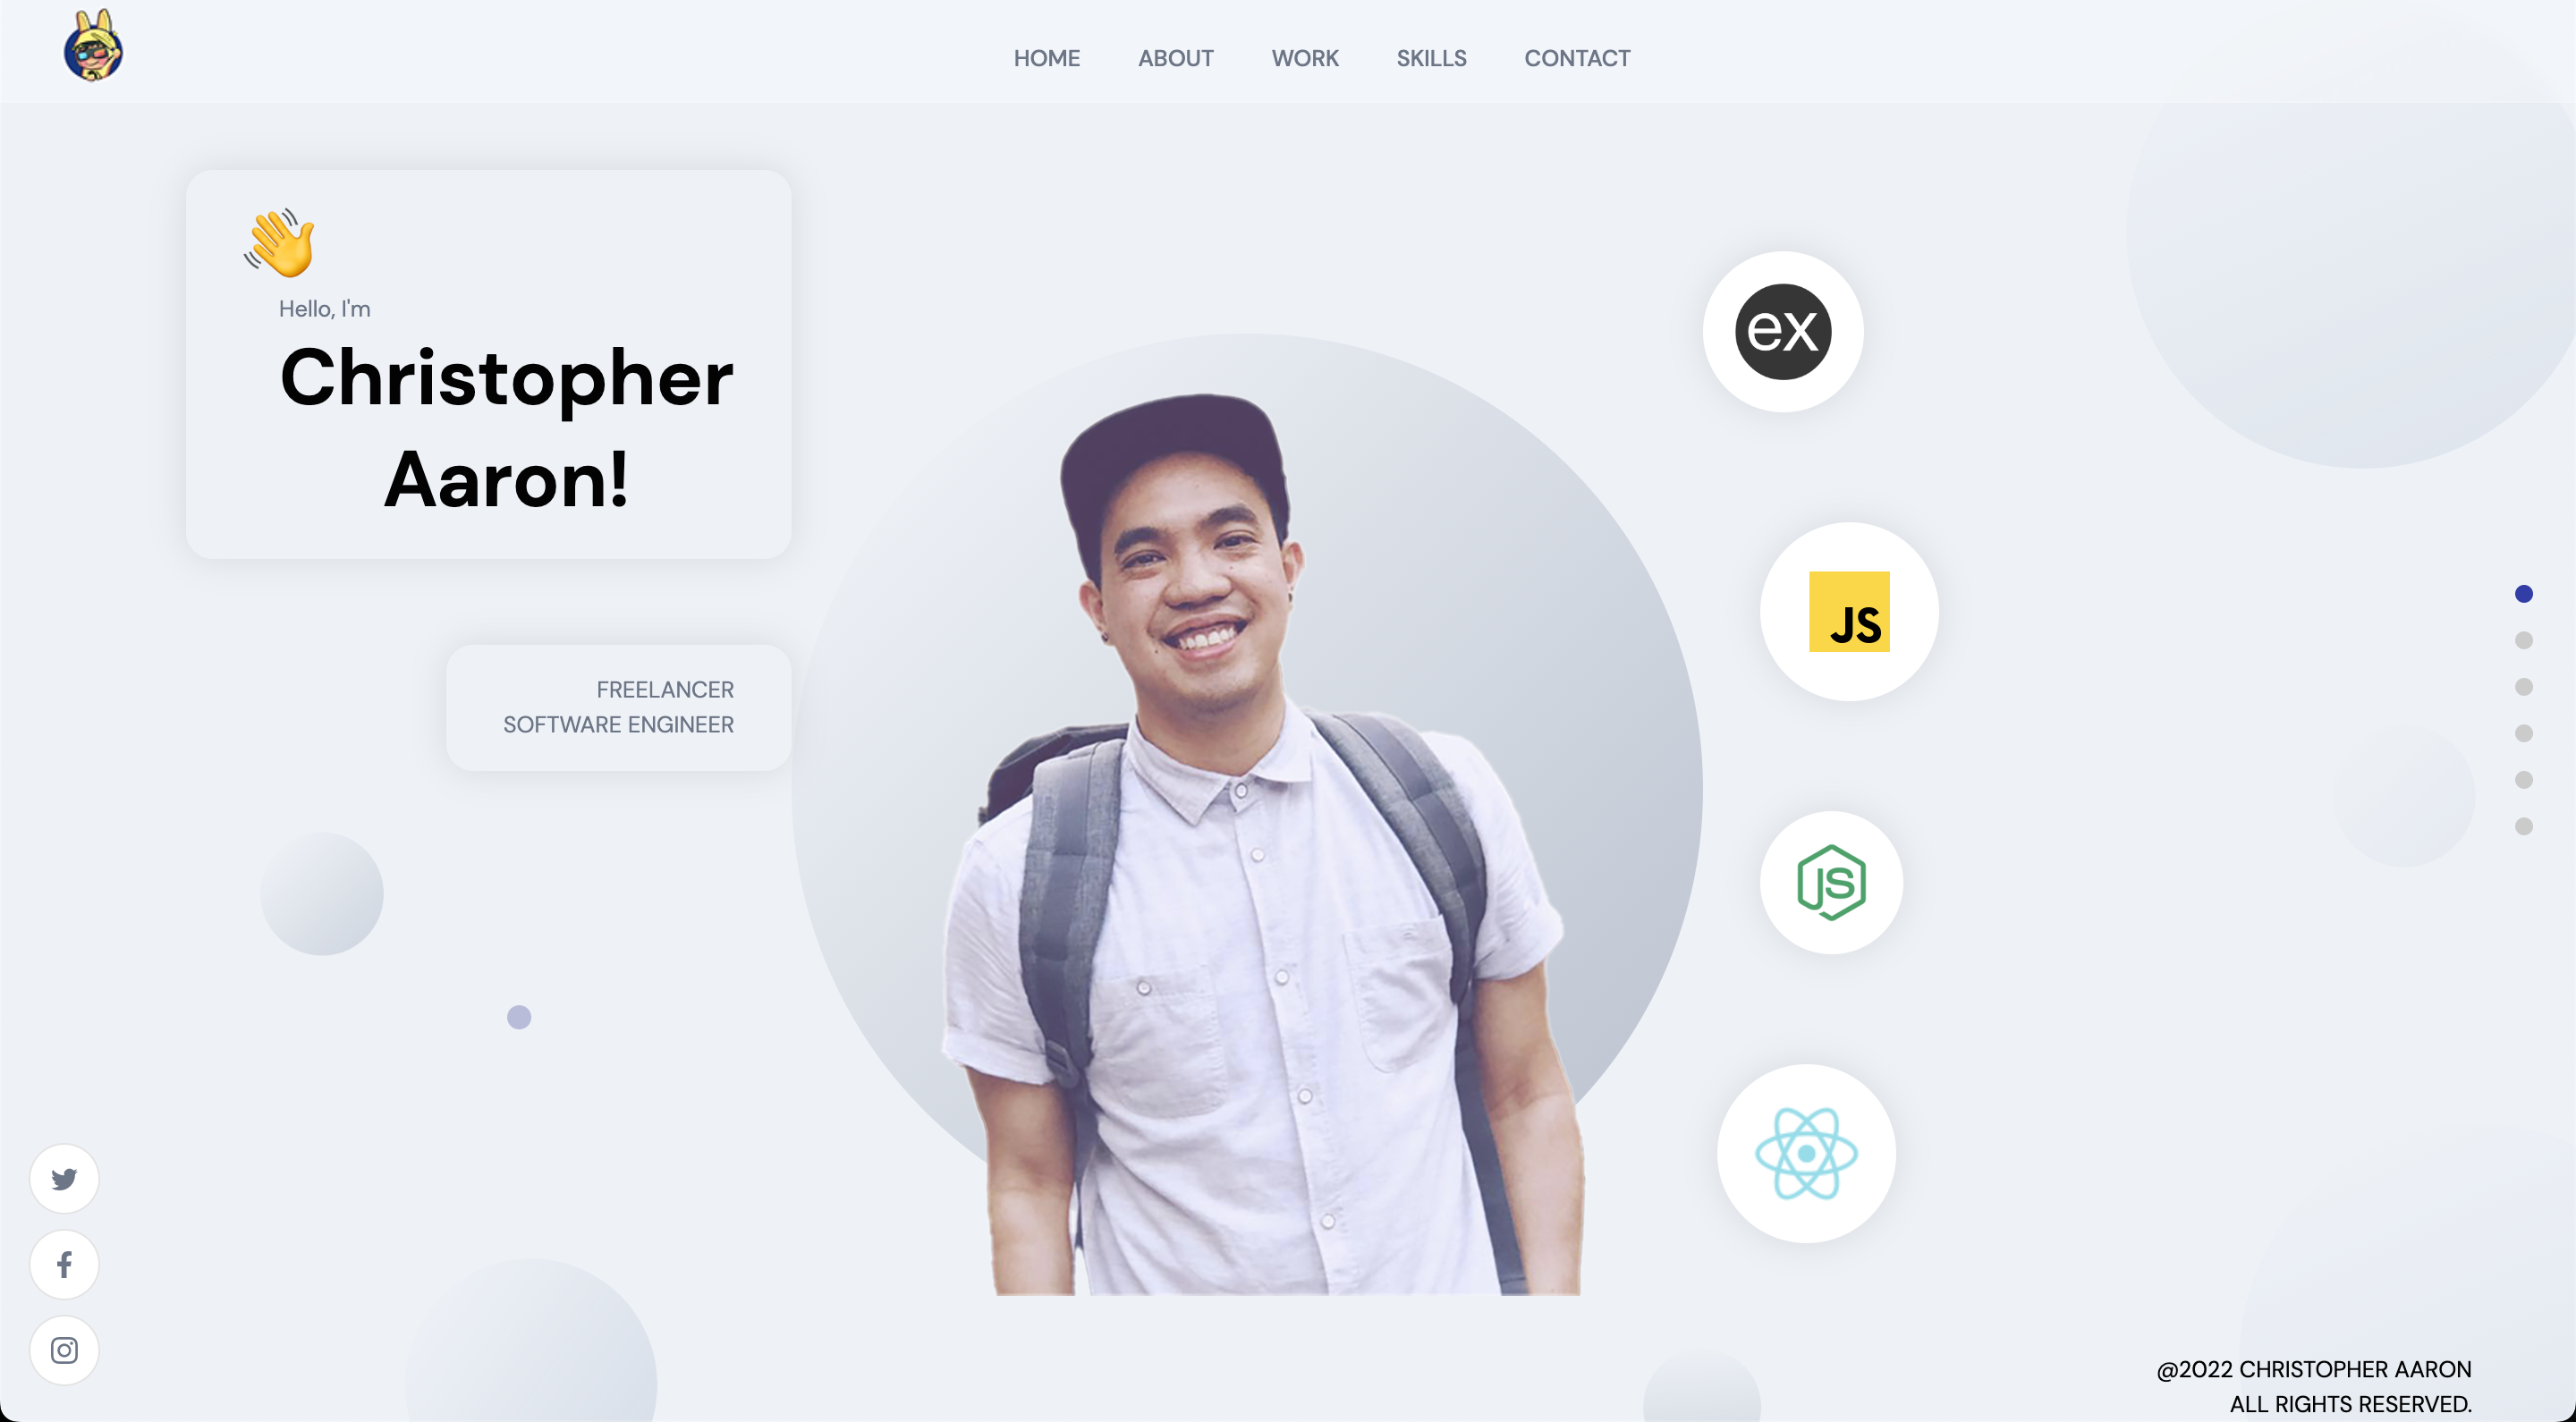 HOME ABOUT WORK SKILLS CONTACT
Hello, I'm
Christopher
Aaron!
FREELANCER
SOFTWARE ENGINEER
ex
JS
JS
@2022 CHRISTOPHER AARON
ALL RIGHTS RESERVED.